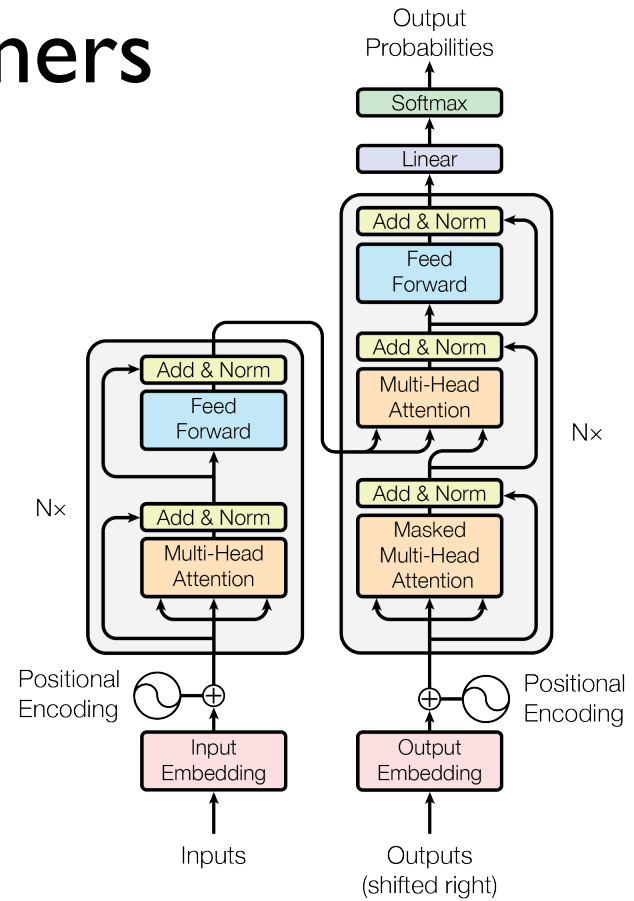 ners
Output
Probabilities
Softmax
Linear
Add & Norm
Feed
Forward
Add & Norm
Multi-Head
Attention
Add & Norm
Masked
Multi-Head
Attention
N×
Add & Norm
Feed
Forward
Add & Norm
Multi-Head
Attention
N×
Positional
Encoding
Positional
Encoding
Input
Embedding
Output
Embedding
Inputs
Outputs
(shifted right)